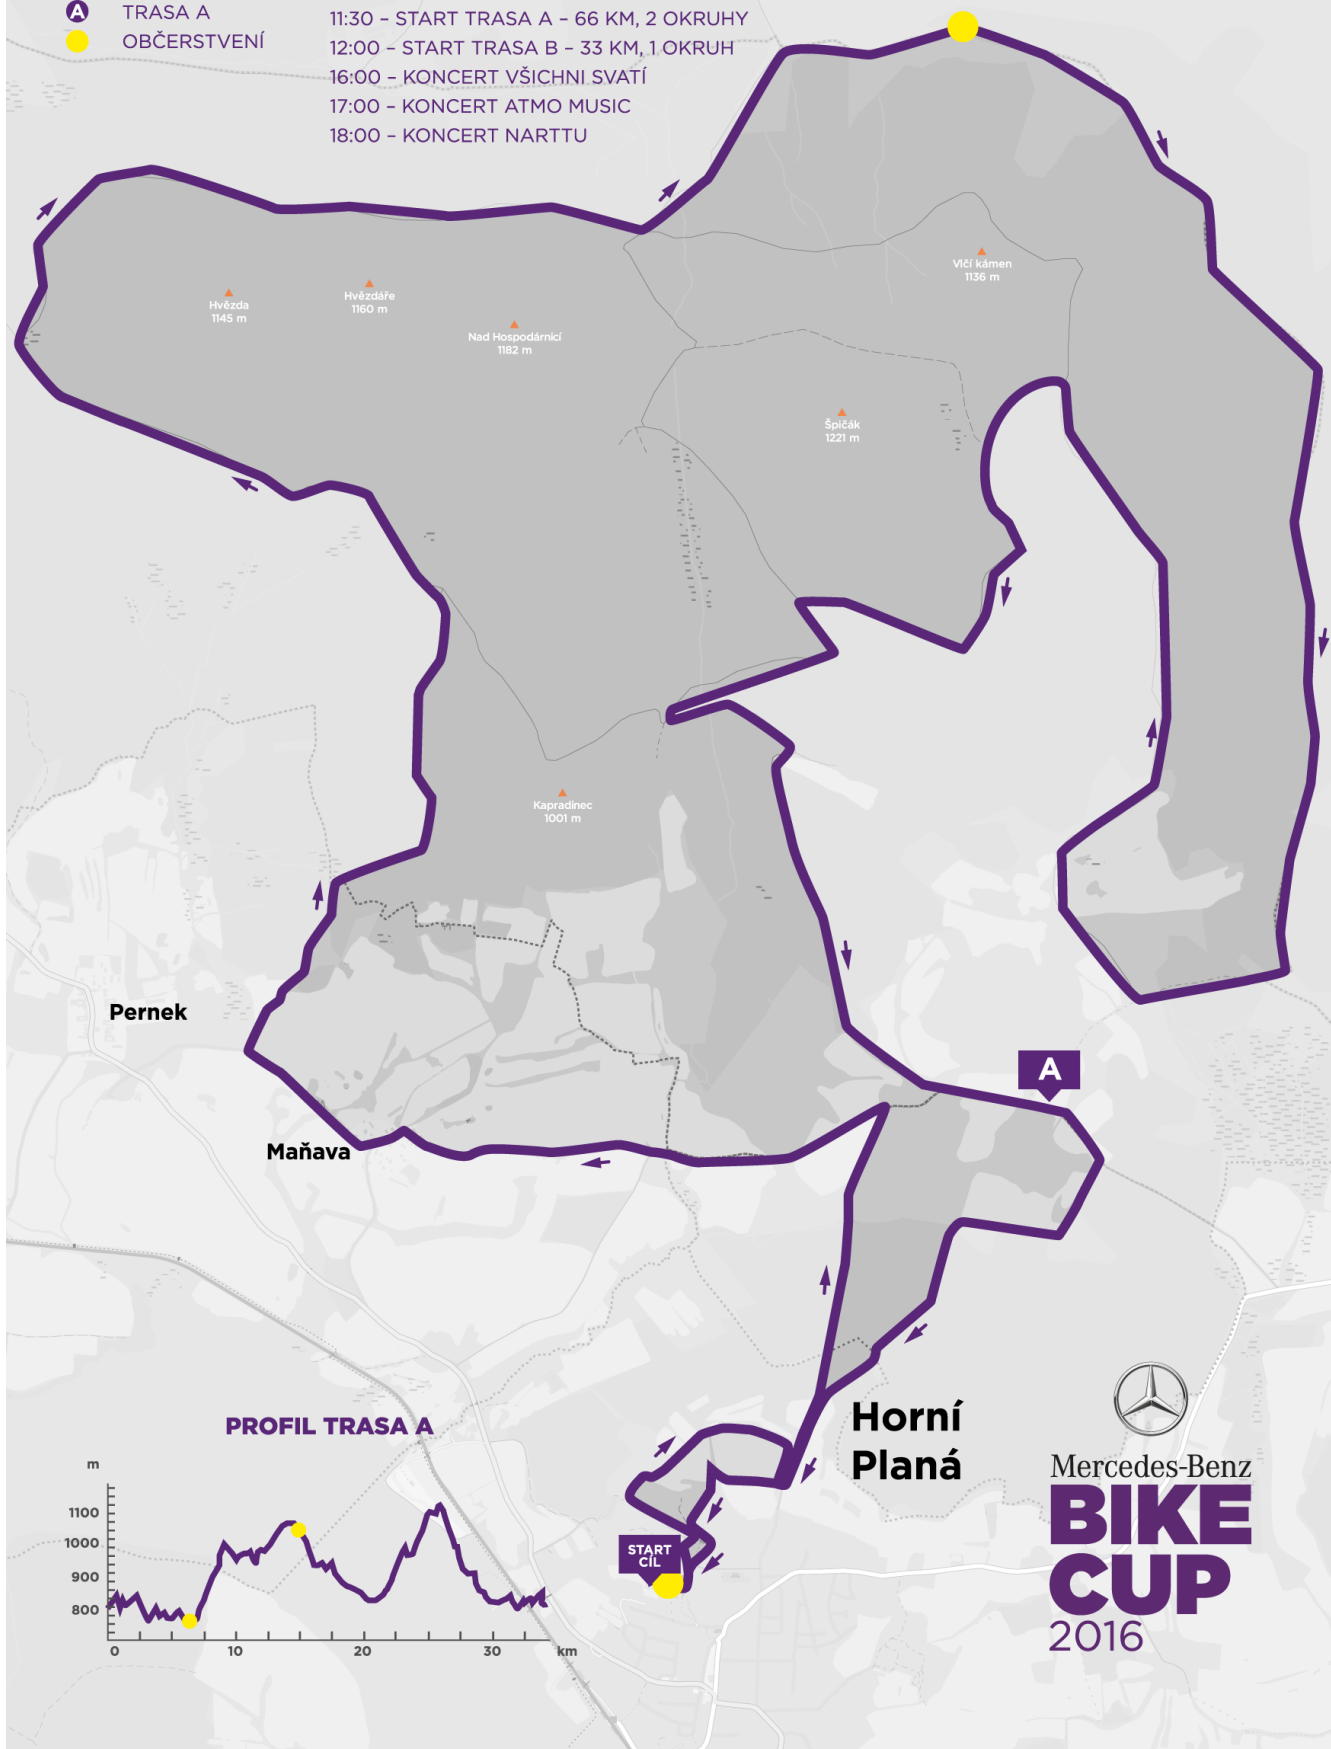 A TRASA A
OBČERSTVENÍ
11:30 – START TRASA A – 66 KM, 2 OKRUHY
12:00 – START TRASA B – 33 KM, 1 OKRUH
16:00 – KONCERT VŠICHNI SVATÍ
17:00 – KONCERT ATMO MUSIC
18:00 – KONCERT NARTTU
Vlčí kámen
1136 m
Hvězda
1145 m
Hvězdáře
1160 m
Nad Hospodárnicí
1182 m
Špičák
1221 m
Kapradinec
1001 m
Pernek
A
Maňava
Horní
Planá
PROFIL TRASA A
m
1100
1000
900
800
0 10 20 30 km
START
CÍL
Mercedes-Benz
BIKE
CUP
2016